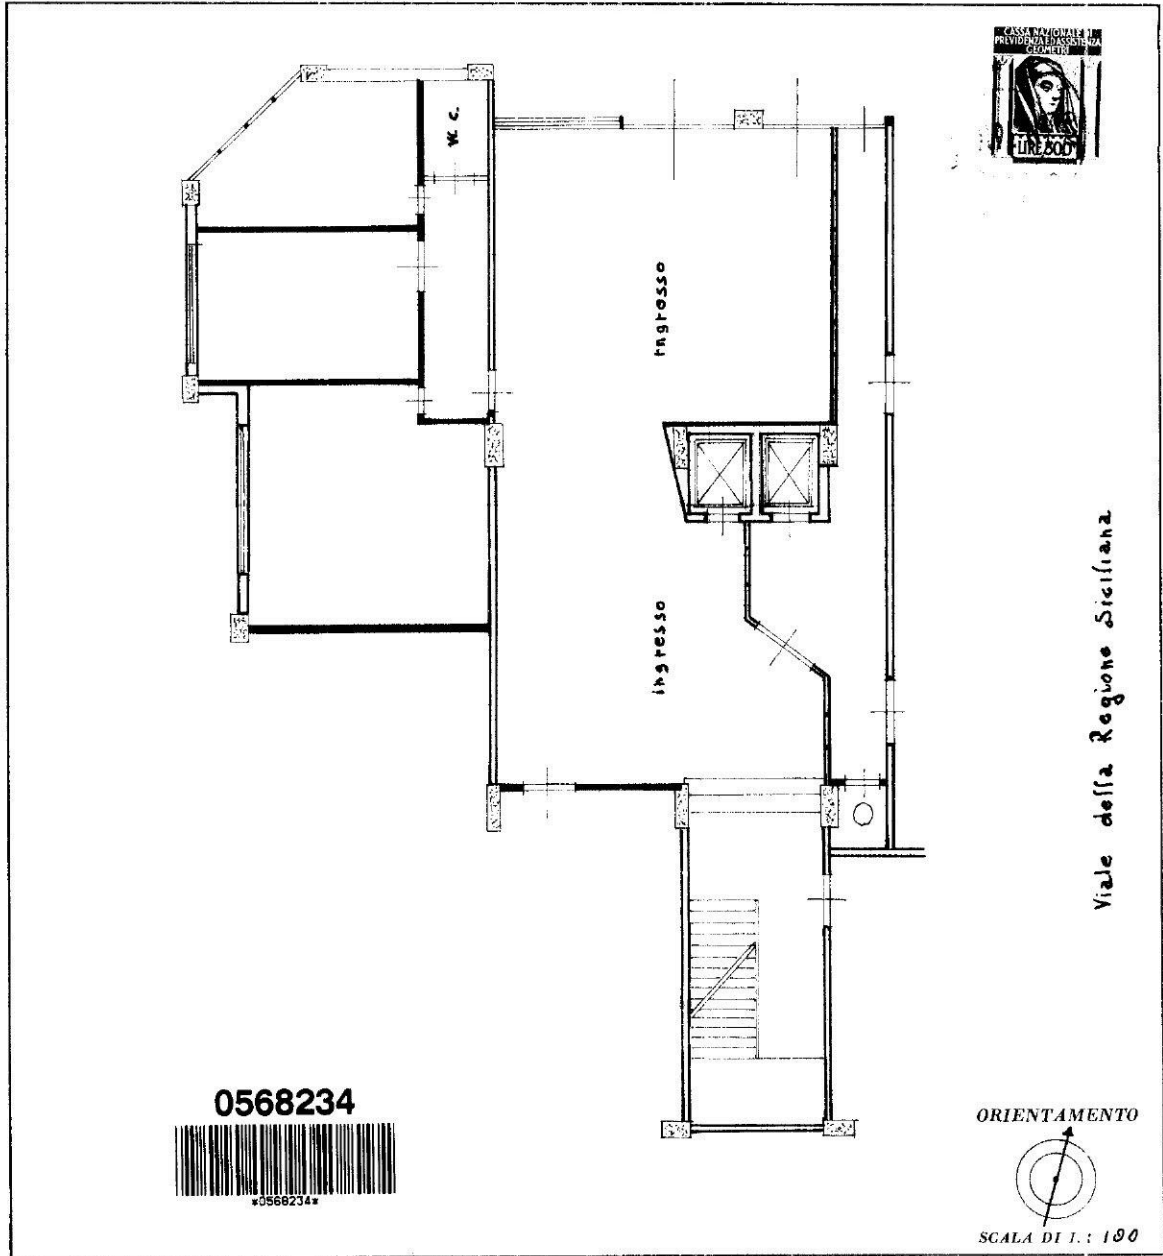 CASSA NAZIONALE DI
PREVIDENZA ED ASSISTENZA
GEOMETRI
LIRE 500
W. C.
ingrosso
ingresso
Viale della Regione Siciliana
0568234
*0568234*
ORIENTAMENTO
SCALA DI 1.: 100